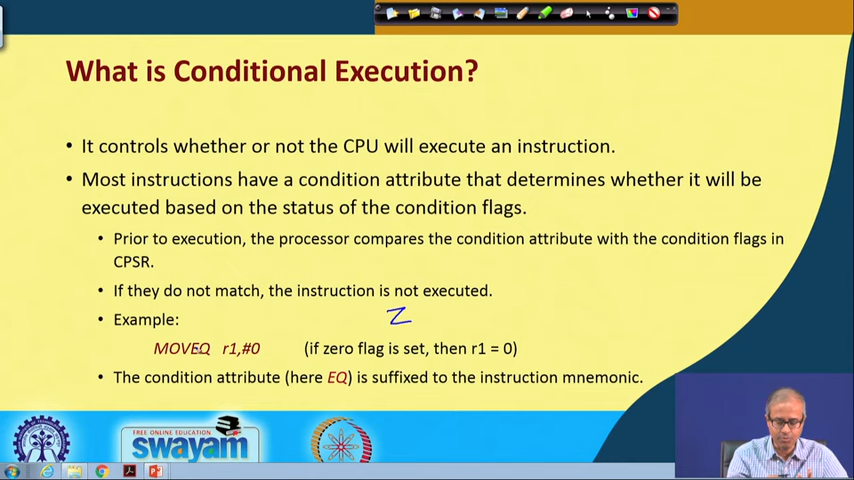 What is Conditional Execution?
• It controls whether or not the CPU will execute an instruction.
• Most instructions have a condition attribute that determines whether it will be
executed based on the status of the condition flags.
• Prior to execution, the processor compares the condition attribute with the condition flags in
CPSR.
• If they do not match, the instruction is not executed.
• Example:
Z
MOVEQ r1,#0 (if zero flag is set, then r1 = 0)
• The condition attribute (here EQ) is suffixed to the instruction mnemonic.
FREE ONLINE EDUCATION
swayam